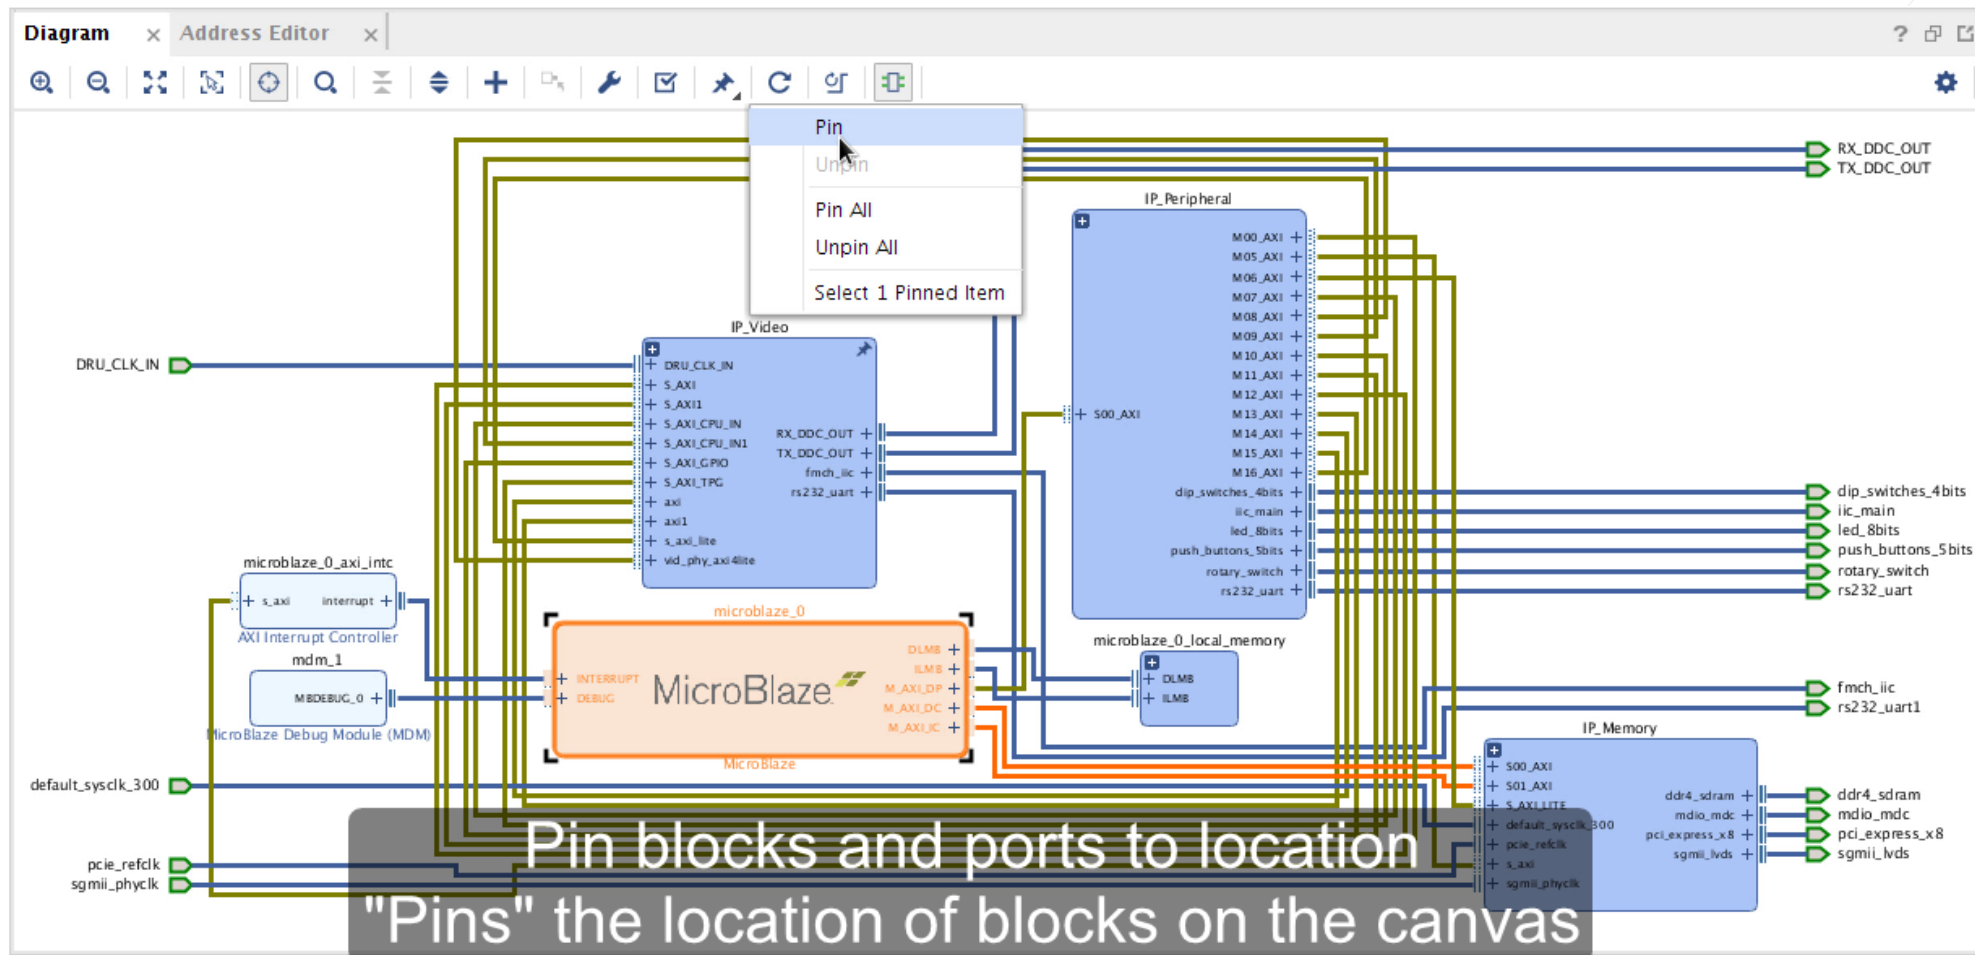 Diagram
Address Editor
Pin
Unpin
Pin All
Unpin All
Select 1 Pinned Item
RX_DDC_OUT
TX_DDC_OUT
IP_Peripheral
M00_AXI
M05_AXI
M06_AXI
M07_AXI
M08_AXI
M09_AXI
M10_AXI
M11_AXI
M12_AXI
S00_AXI
M13_AXI
M14_AXI
M15_AXI
M16_AXI
dip_switches_4bits
iic_main
led_8bits
push_buttons_5bits
rotary_switch
rs232_uart
IP_Video
DRU_CLK_IN
DRU_CLK_IN
S_AXI
S_AXI1
S_AXI_CPU_IN
S_AXI_CPU_IN1
S_AXI_GPIO
S_AXI_TPG
axi
axi1
s_axi_lite
vid_phy_axi4lite
RX_DDC_OUT
TX_DDC_OUT
fmch_iic
rs232_uart
dip_switches_4bits
iic_main
led_8bits
push_buttons_5bits
rotary_switch
rs232_uart
microblaze_0_axi_intc
s_axi
interrupt
AXI Interrupt Controller
mdm_1
MBDEBUG_0
MicroBlaze Debug Module (MDM)
microblaze_0
INTERRUPT
DEBUG
MicroBlaze
DLMB
ILMB
M_AXI_DP
M_AXI_DC
M_AXI_IC
MicroBlaze
microblaze_0_local_memory
DLMB
ILMB
fmch_iic
rs232_uart1
IP_Memory
S00_AXI
S01_AXI
S_AXI_LITE
default_sysclk_300
pcie_refclk
s_axi
sgmii_phyclk
ddr4_sdram
mdio_mdc
pci_express_x8
sgmii_lvds
ddr4_sdram
mdio_mdc
pci_express_x8
sgmii_lvds
default_sysclk_300
pcie_refclk
sgmii_phyclk
Pin blocks and ports to location
"Pins" the location of blocks on the canvas